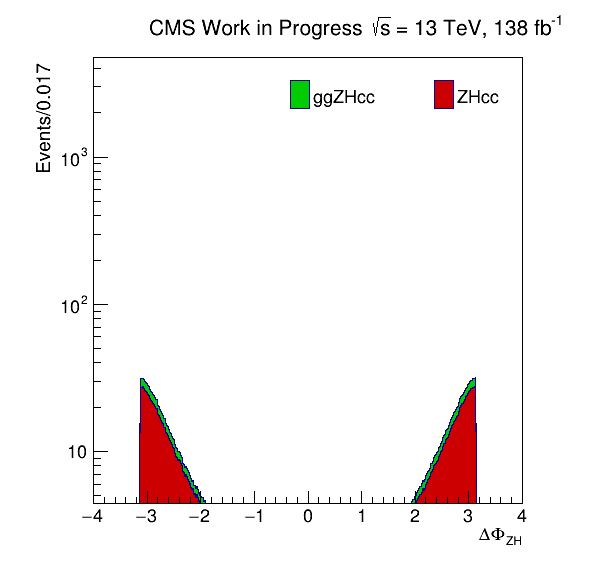 CMS Work in Progress √s = 13 TeV, 138 fb⁻¹
Events/0.017
ggZHcc ZHcc
10³
10²
10
−4 −3 −2 −1 0 1 2 3 4
ΔΦ_ZH